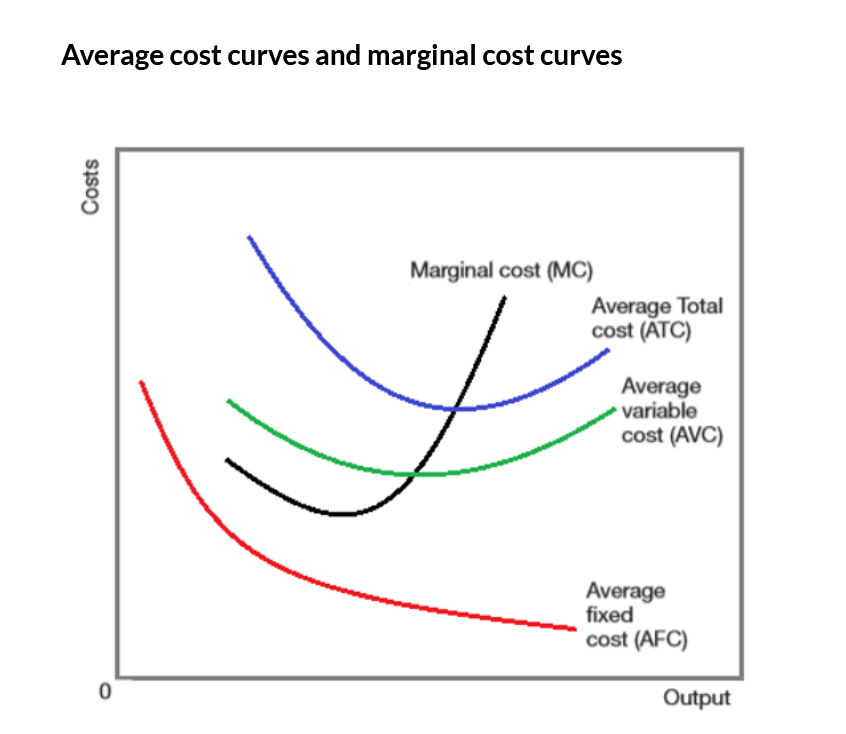 Average cost curves and marginal cost curves
Costs
Marginal cost (MC)
Average Total
cost (ATC)
Average
variable
cost (AVC)
Average
fixed
cost (AFC)
0
Output